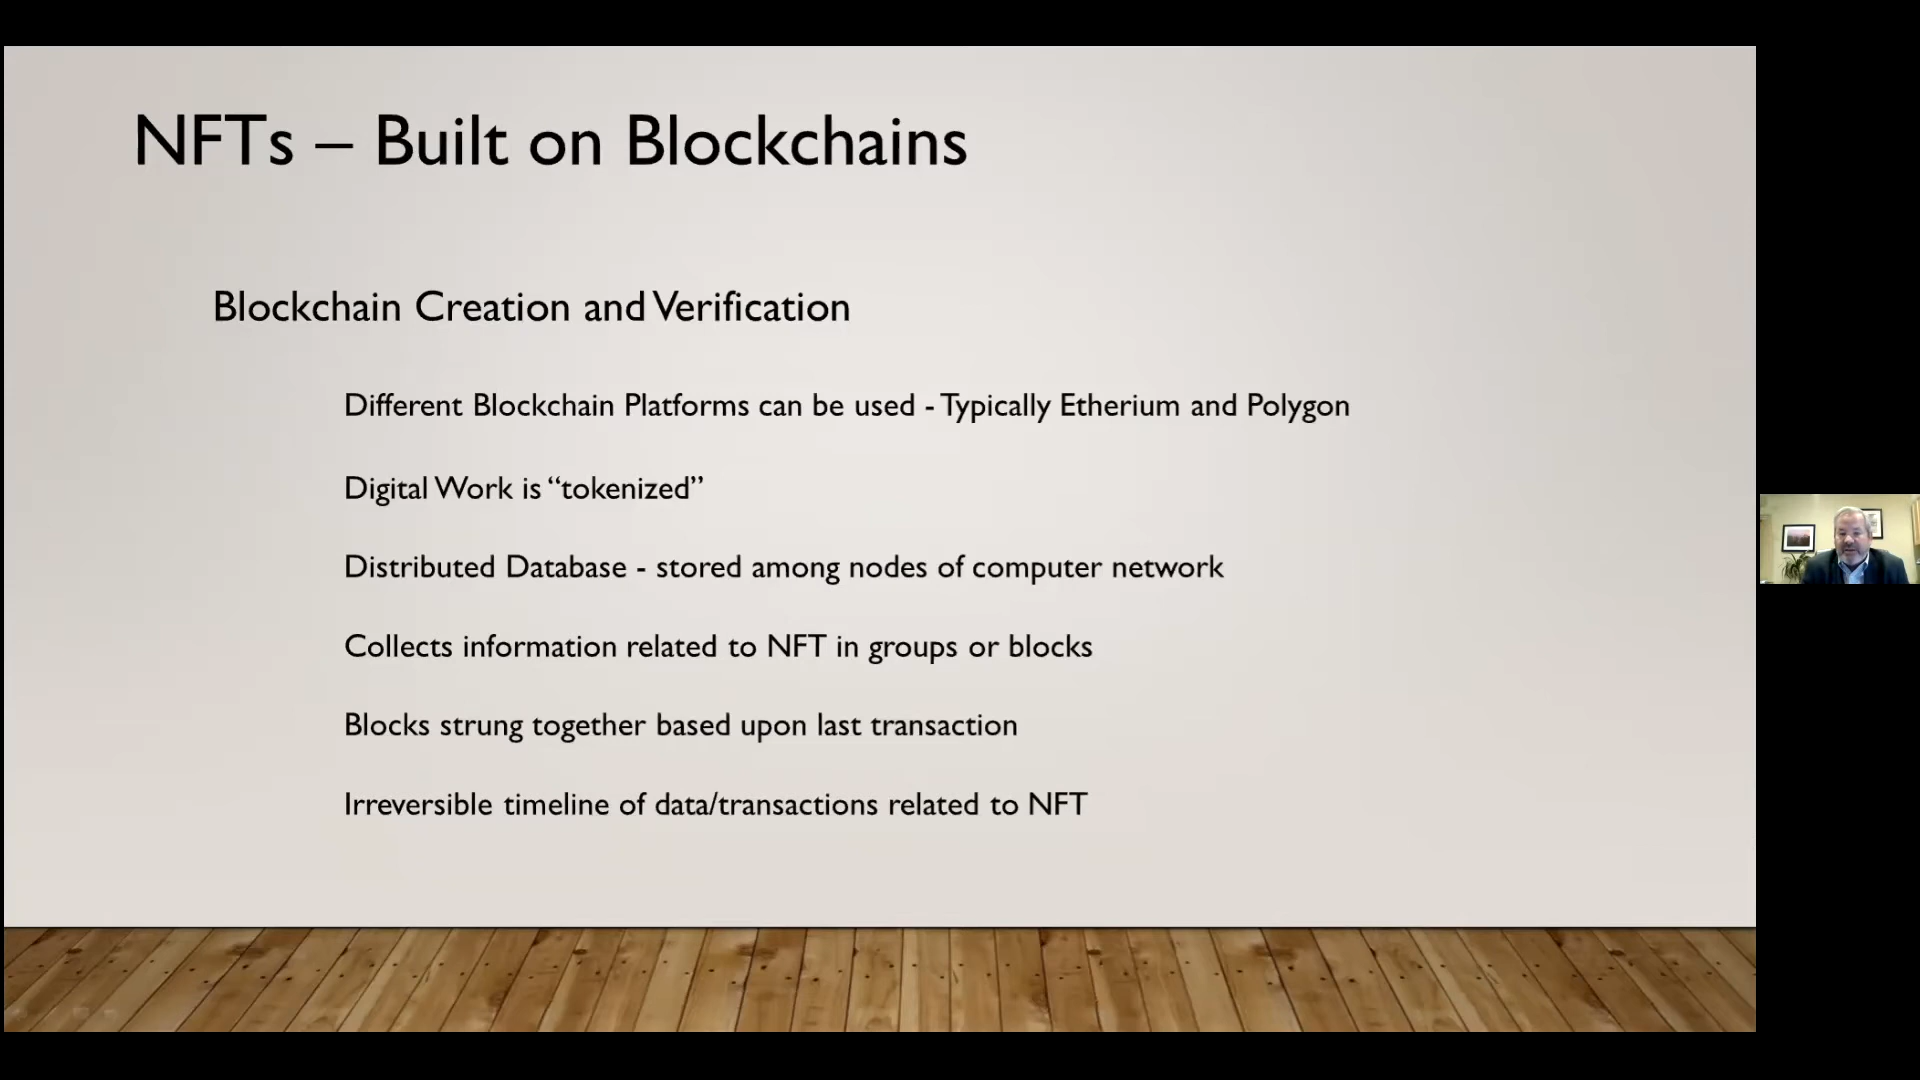 NFTs – Built on Blockchains
Blockchain Creation and Verification
Different Blockchain Platforms can be used - Typically Etherium and Polygon
Digital Work is “tokenized”
Distributed Database - stored among nodes of computer network
Collects information related to NFT in groups or blocks
Blocks strung together based upon last transaction
Irreversible timeline of data/transactions related to NFT